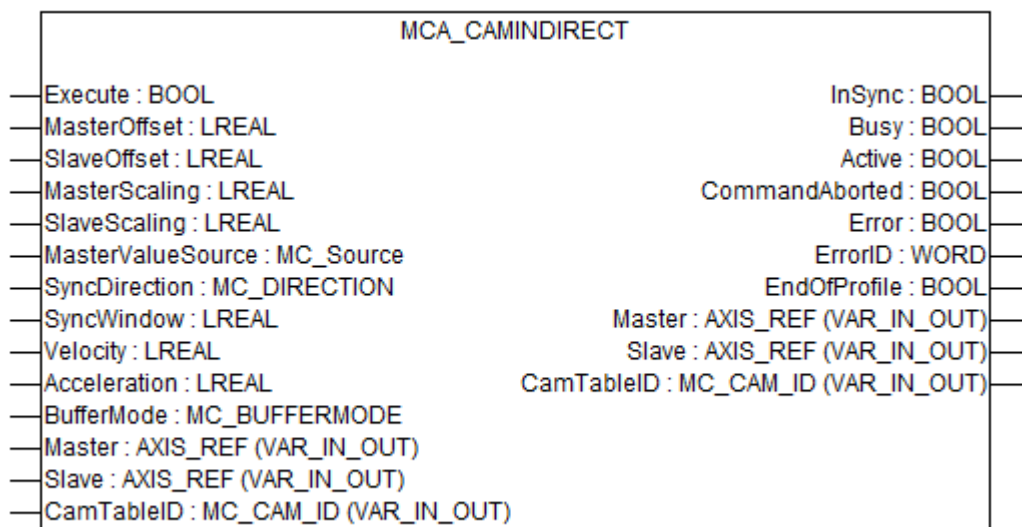 MCA_CAMINDIRECT
Execute : BOOL InSync : BOOL
MasterOffset : LREAL Busy : BOOL
SlaveOffset : LREAL Active : BOOL
MasterScaling : LREAL CommandAborted : BOOL
SlaveScaling : LREAL Error : BOOL
MasterValueSource : MC_Source ErrorID : WORD
SyncDirection : MC_DIRECTION EndOfProfile : BOOL
SyncWindow : LREAL Master : AXIS_REF (VAR_IN_OUT)
Velocity : LREAL Slave : AXIS_REF (VAR_IN_OUT)
Acceleration : LREAL CamTableID : MC_CAM_ID (VAR_IN_OUT)
BufferMode : MC_BUFFERMODE
Master : AXIS_REF (VAR_IN_OUT)
Slave : AXIS_REF (VAR_IN_OUT)
CamTableID : MC_CAM_ID (VAR_IN_OUT)